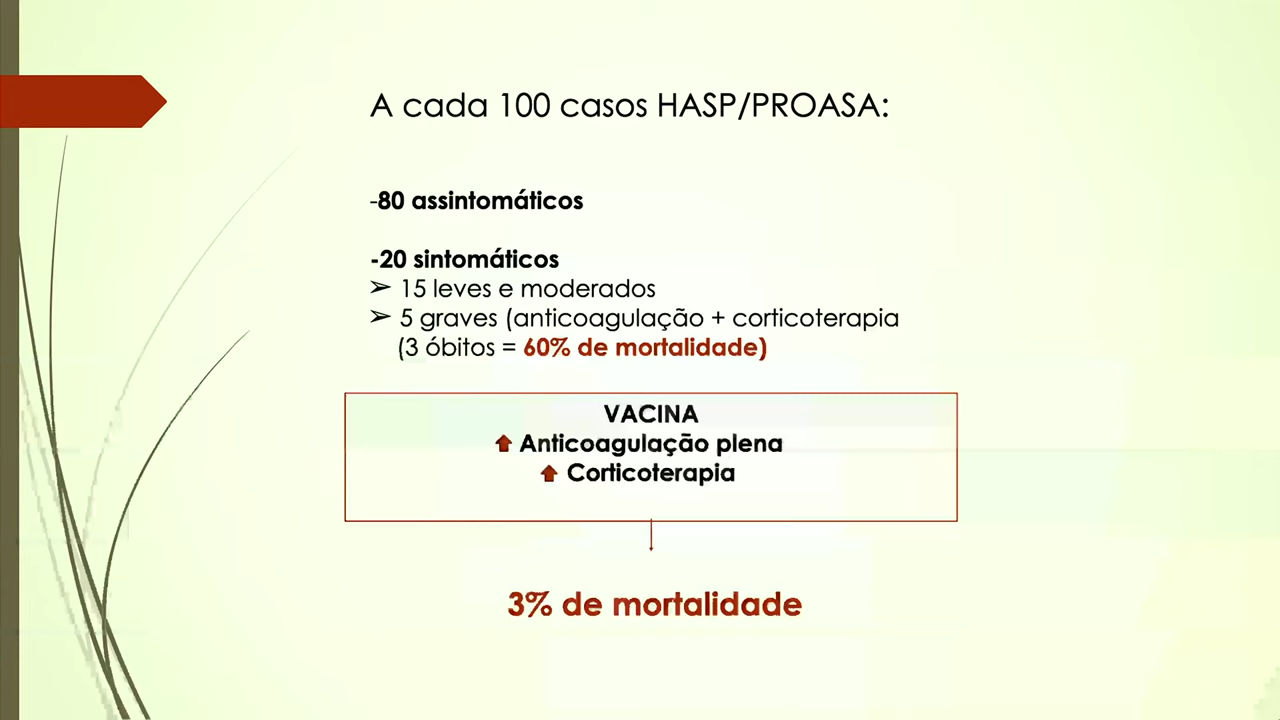 A cada 100 casos HASP/PROASA:
-80 assintomáticos
-20 sintomáticos
➢ 15 leves e moderados
➢ 5 graves (anticoagulação + corticoterapia
(3 óbitos = 60% de mortalidade)
VACINA
Anticoagulação plena
Corticoterapia
3% de mortalidade